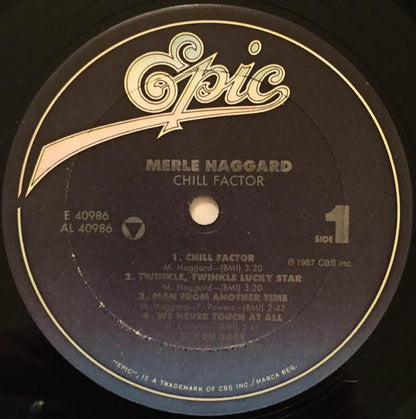 Epic
MERLE HAGGARD
CHILL FACTOR
E 40986
AL 40986
SIDE 1
℗ 1987 CBS Inc.
1. CHILL FACTOR
M. Haggard—(BMI) 3:20
2. TWINKLE, TWINKLE LUCKY STAR
M. Haggard—(BMI) 3:20
3. MAN FROM ANOTHER TIME
M. Haggard—F. Powers—(BMI) 2:42
4. WE NEVER TOUCH AT ALL
(BMI)
YOU
"EPIC", IS A TRADEMARK OF CBS INC./MARCA REG.